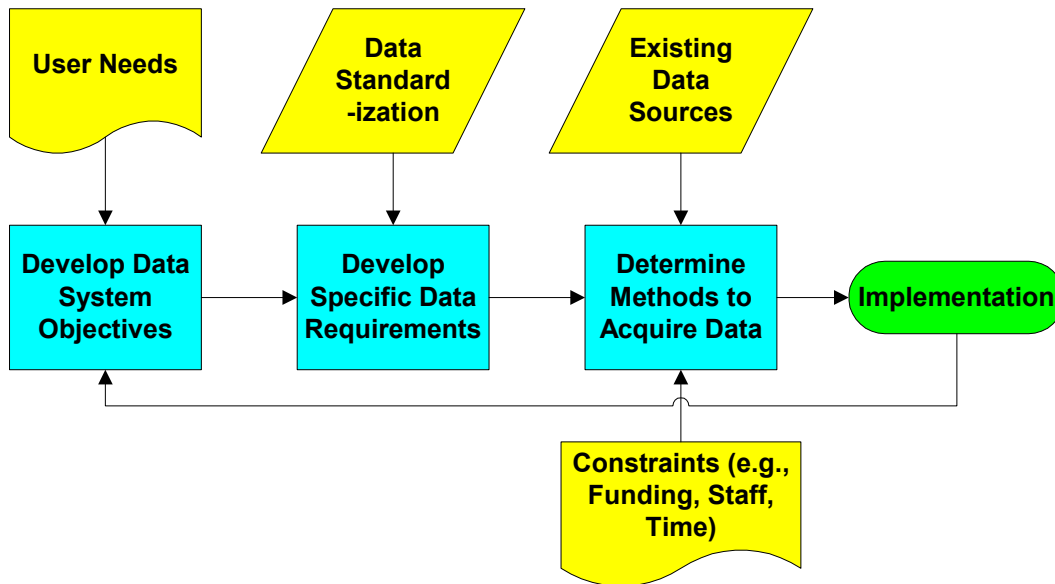 User Needs
Data
Standard
-ization
Existing
Data
Sources
Develop Data
System
Objectives
Develop
Specific Data
Requirements
Determine
Methods to
Acquire Data
Implementation
Constraints (e.g.,
Funding, Staff,
Time)